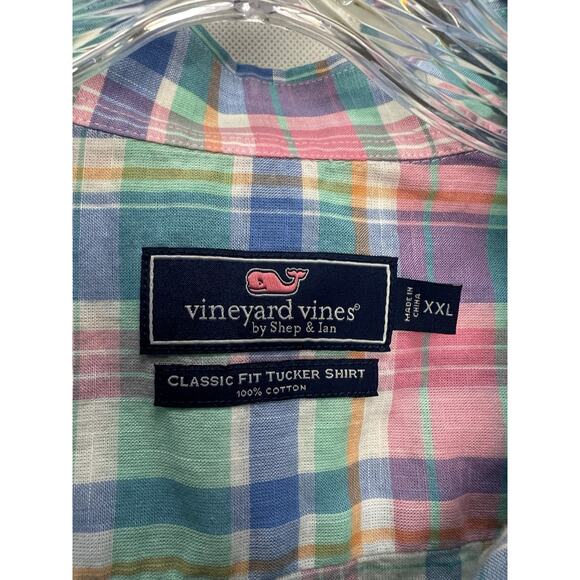 vineyard vines®
by Shep & Ian
MADE IN
CHINA
XXL
CLASSIC FIT TUCKER SHIRT
100% COTTON